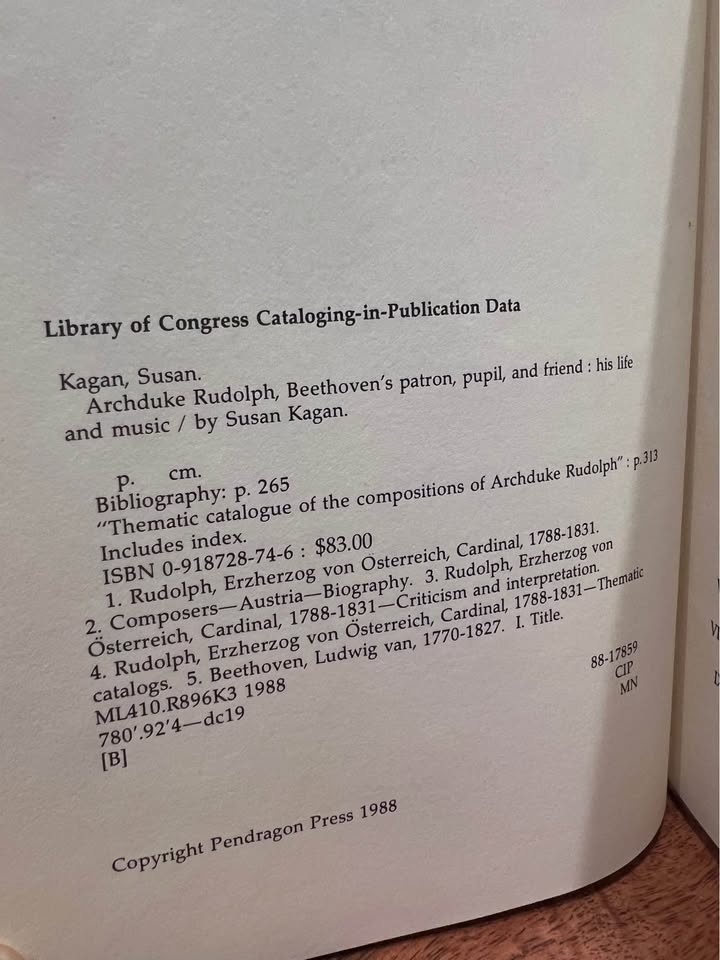 Library of Congress Cataloging-in-Publication Data
Kagan, Susan.
Archduke Rudolph, Beethoven's patron, pupil, and friend : his life
and music / by Susan Kagan.
p. cm.
Bibliography: p. 265
"Thematic catalogue of the compositions of Archduke Rudolph" : p.313
Includes index.
ISBN 0-918728-74-6 : $83.00
1. Rudolph, Erzherzog von Österreich, Cardinal, 1788-1831.
2. Composers—Austria—Biography. 3. Rudolph, Erzherzog von
Österreich, Cardinal, 1788-1831—Criticism and interpretation.
4. Rudolph, Erzherzog von Österreich, Cardinal, 1788-1831—Thematic
catalogs. 5. Beethoven, Ludwig van, 1770-1827. I. Title.
ML410.R896K3 1988
780'.92'4—dc19
[B]
88-17859
CIP
MN
Copyright Pendragon Press 1988